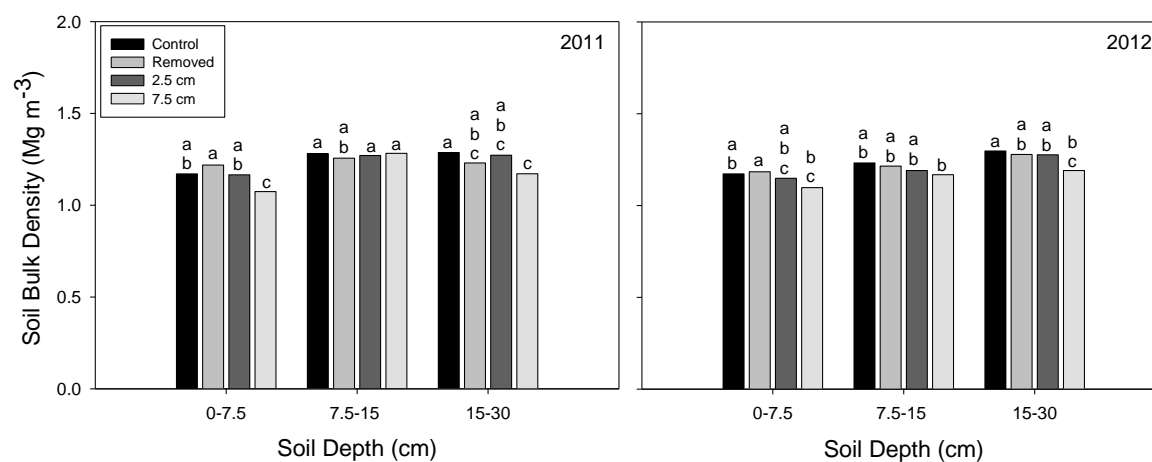 2011
2012
Control
Removed
2.5 cm
7.5 cm
Soil Bulk Density (Mg m-3)
2.0
1.5
1.0
0.5
0.0
a a a a a
a a a b b a
b a b a b a a a c c c
c
0-7.5
7.5-15
15-30
Soil Depth (cm)
a
a a b a a a a a b
b a c b b b b a b b c
c b
0-7.5
7.5-15
15-30
Soil Depth (cm)